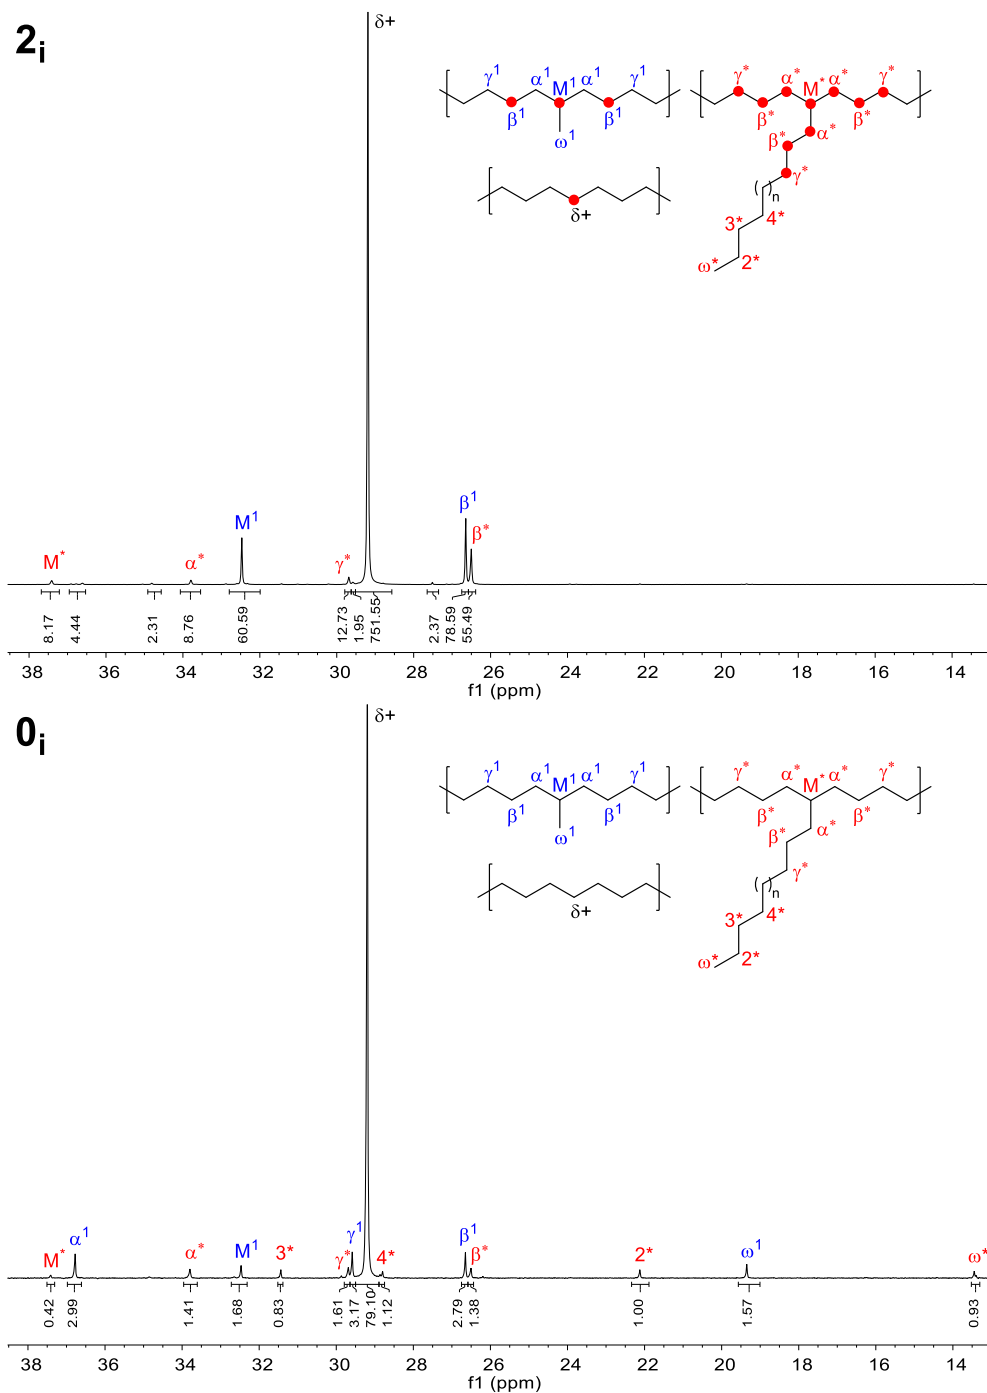 2i
δ+
γ1 α1 M1 α1 γ1
β1 β1
ω1
γ* α* M* α* γ*
β* β*
β* α*
γ*
( )n
3* 4*
ω* 2*
δ+
M* α* M1 γ* β1 β*
8.17 4.44 2.31 8.76 60.59 12.73 1.95 751.55 2.37 78.59 55.49
38 36 34 32 30 28 26 24 22 20 18 16 14
f1 (ppm)
0i
δ+
γ1 α1 M1 α1 γ1
β1 β1
ω1
γ* α* M* α* γ*
β* β*
β* α*
γ*
( )n
3* 4*
ω* 2*
δ+
M* α1 α* M1 3* γ* γ1 4* β1 β* 2* ω1 ω*
0.42 2.99 1.41 1.68 0.83 1.61 3.17 79.10 1.12 2.79 1.38 1.00 1.57 0.93
38 36 34 32 30 28 26 24 22 20 18 16 14
f1 (ppm)